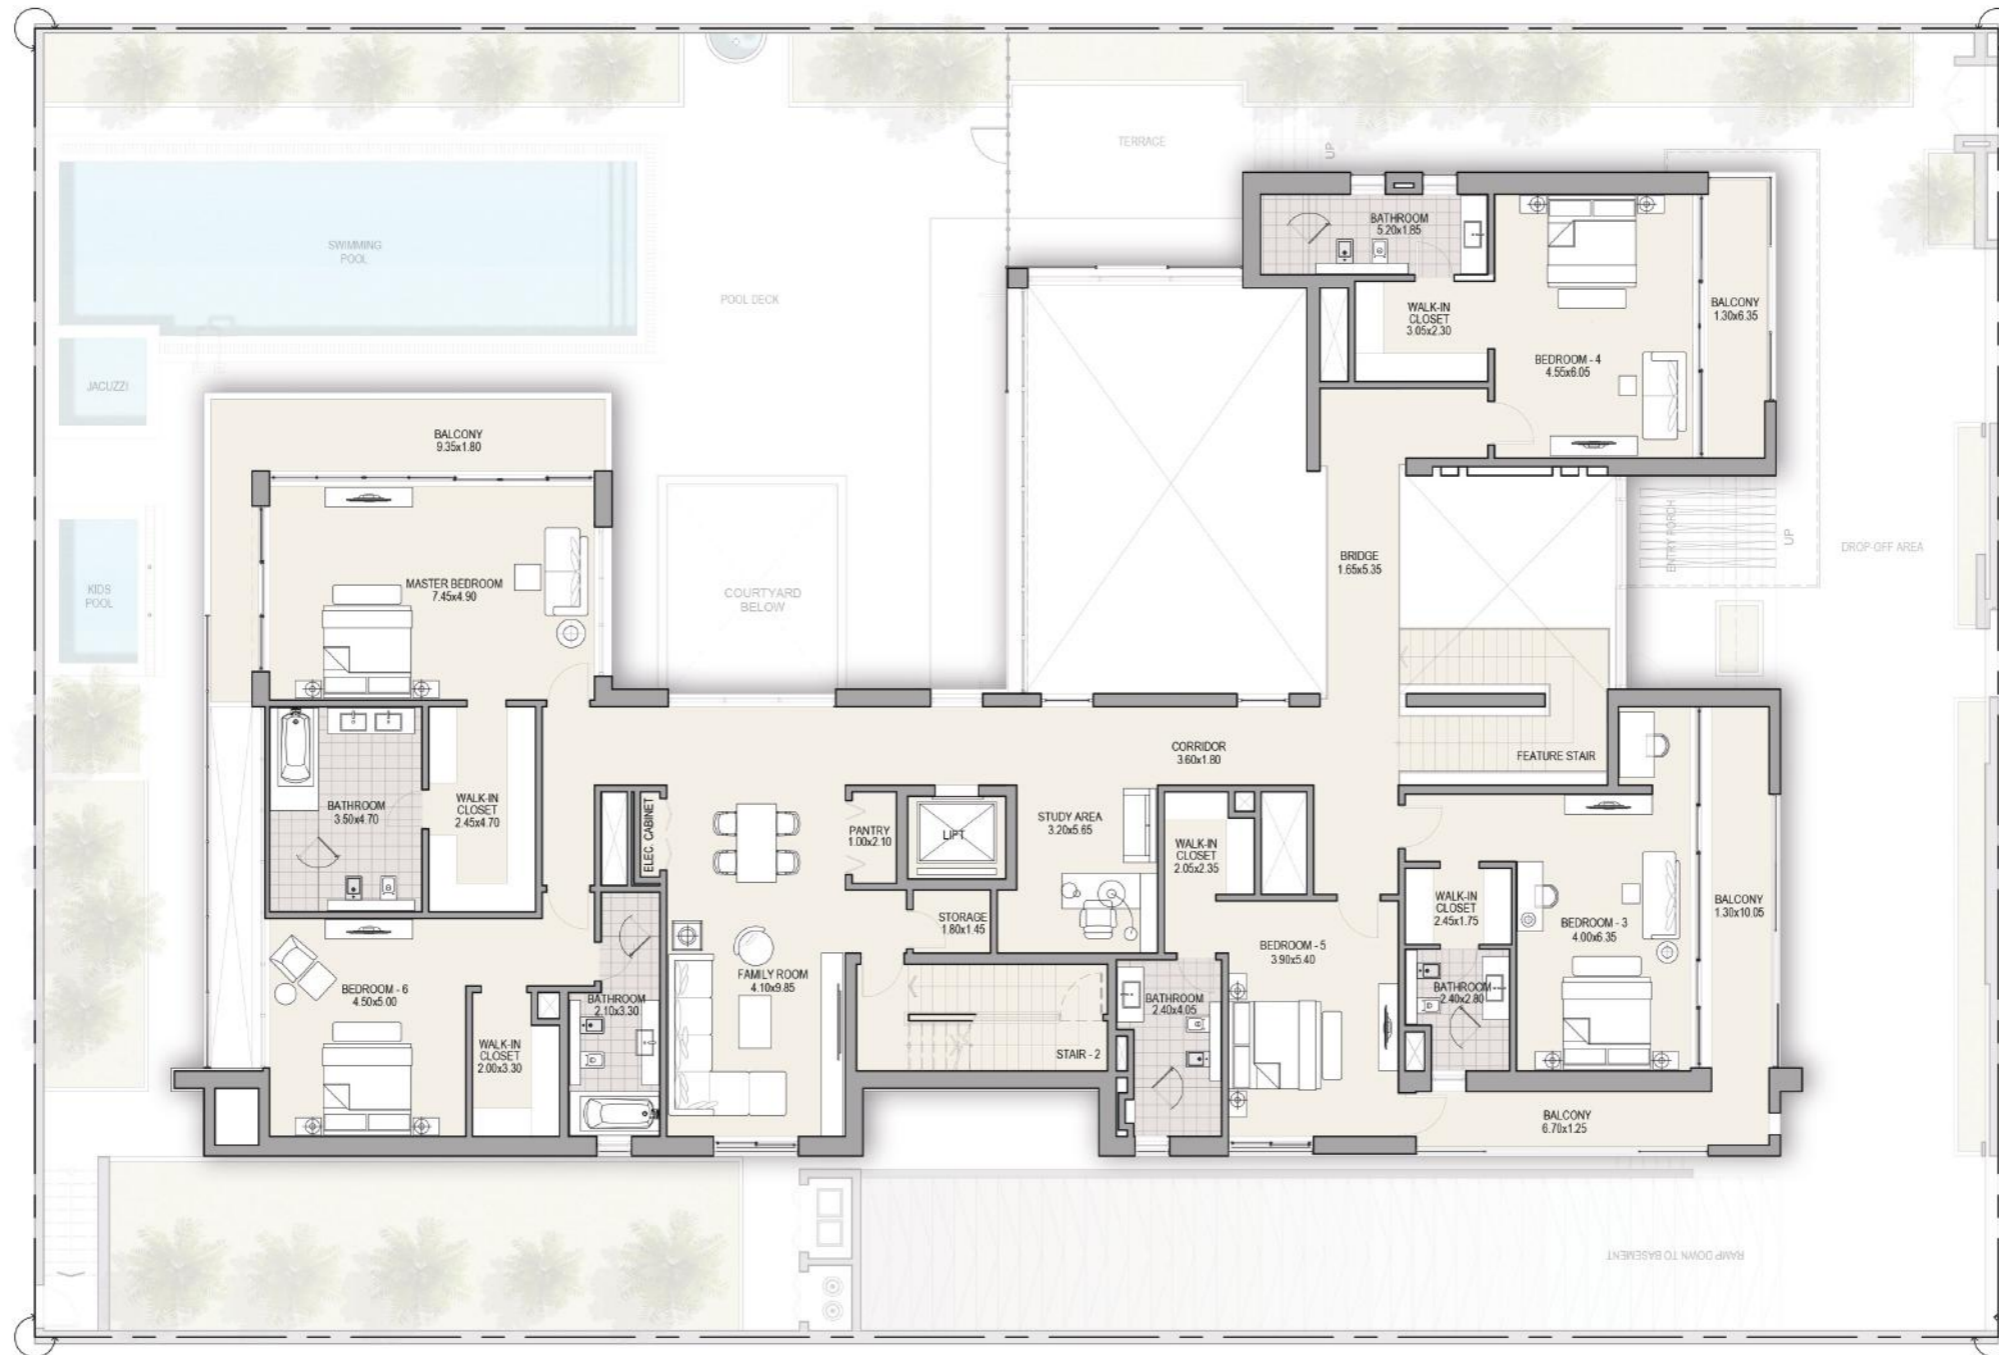 TERRACE
UP
BATHROOM
5.20x1.85
SWIMMING
POOL
POOL DECK
WALK-IN
CLOSET
3.05x2.30
BALCONY
1.30x6.35
BEDROOM - 4
4.55x6.05
JACUZZI
BALCONY
9.35x1.80
ENTRY PORCH
UP
DROP-OFF AREA
BRIDGE
1.65x5.35
MASTER BEDROOM
7.45x4.90
KIDS
POOL
COURTYARD
BELOW
CORRIDOR
3.60x1.80
FEATURE STAIR
BATHROOM
3.50x4.70
WALK-IN
CLOSET
2.45x4.70
ELEC. CABINET
PANTRY
1.00x2.10
LIFT
STUDY AREA
3.20x5.65
WALK-IN
CLOSET
2.05x2.35
WALK-IN
CLOSET
2.45x1.75
BALCONY
1.30x10.05
STORAGE
1.80x1.45
BEDROOM - 3
4.00x6.35
BEDROOM - 5
3.90x5.40
FAMILY ROOM
4.10x9.85
BEDROOM - 6
4.50x5.00
BATHROOM
2.10x3.30
BATHROOM
2.40x4.05
BATHROOM
2.40x2.80
WALK-IN
CLOSET
2.00x3.30
STAIR - 2
BALCONY
6.70x1.25
RAMP DOWN TO BASEMENT